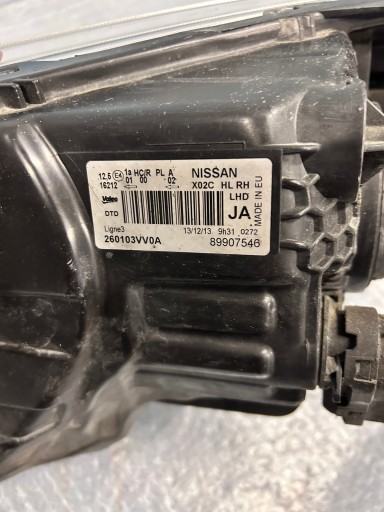 12,5 E4 1a HC/R PL A NISSAN
16212 01 00 02 X02C HL RH
Valeo LHD
DTD JA
MADE IN EU
Ligne3 13/12/13 9h31 0272
260103VV0A 89907546